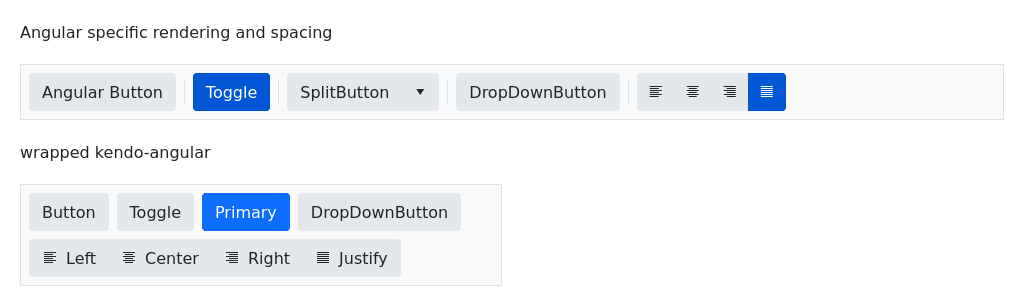 Angular specific rendering and spacing
Angular Button Toggle SplitButton DropDownButton
wrapped kendo-angular
Button Toggle Primary DropDownButton
Left Center Right Justify